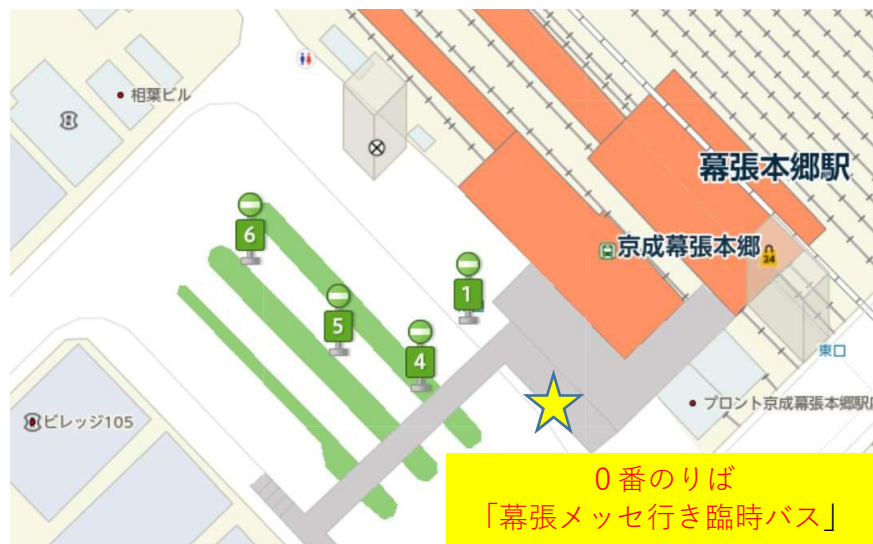 相葉ビル
幕張本郷駅
6
京成幕張本郷
24
1
5
4
東口
プロント京成幕張本郷駅店
ビレッジ105
0番のりば
「幕張メッセ行き臨時バス」